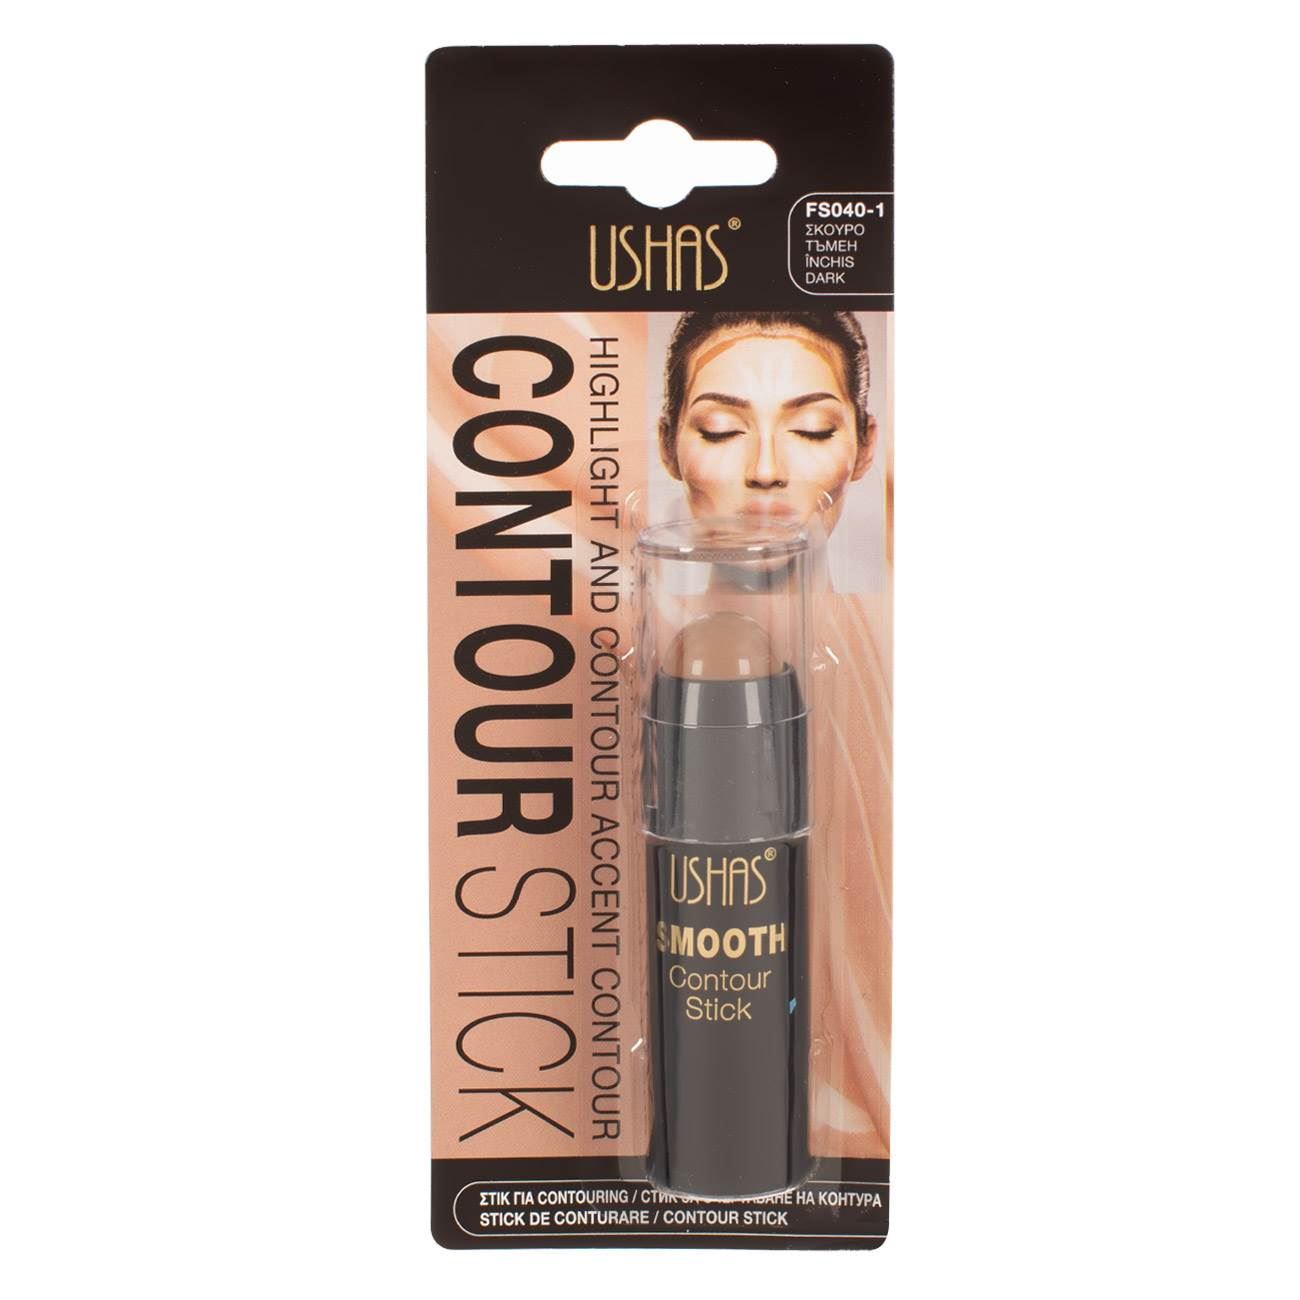 USHAS®
FS040-1
ΣΚΟΥΡΟ
ТЪМЕН
ÎNCHIS
DARK
CONTOUR STICK
HIGHLIGHT AND CONTOUR ACCENT CONTOUR
USHAS®
SMOOTH
Contour
Stick
ΣΤΙΚ ΓΙΑ CONTOURING / СТИК ЗА НА КОНТУРА
STICK DE CONTURARE / CONTOUR STICK